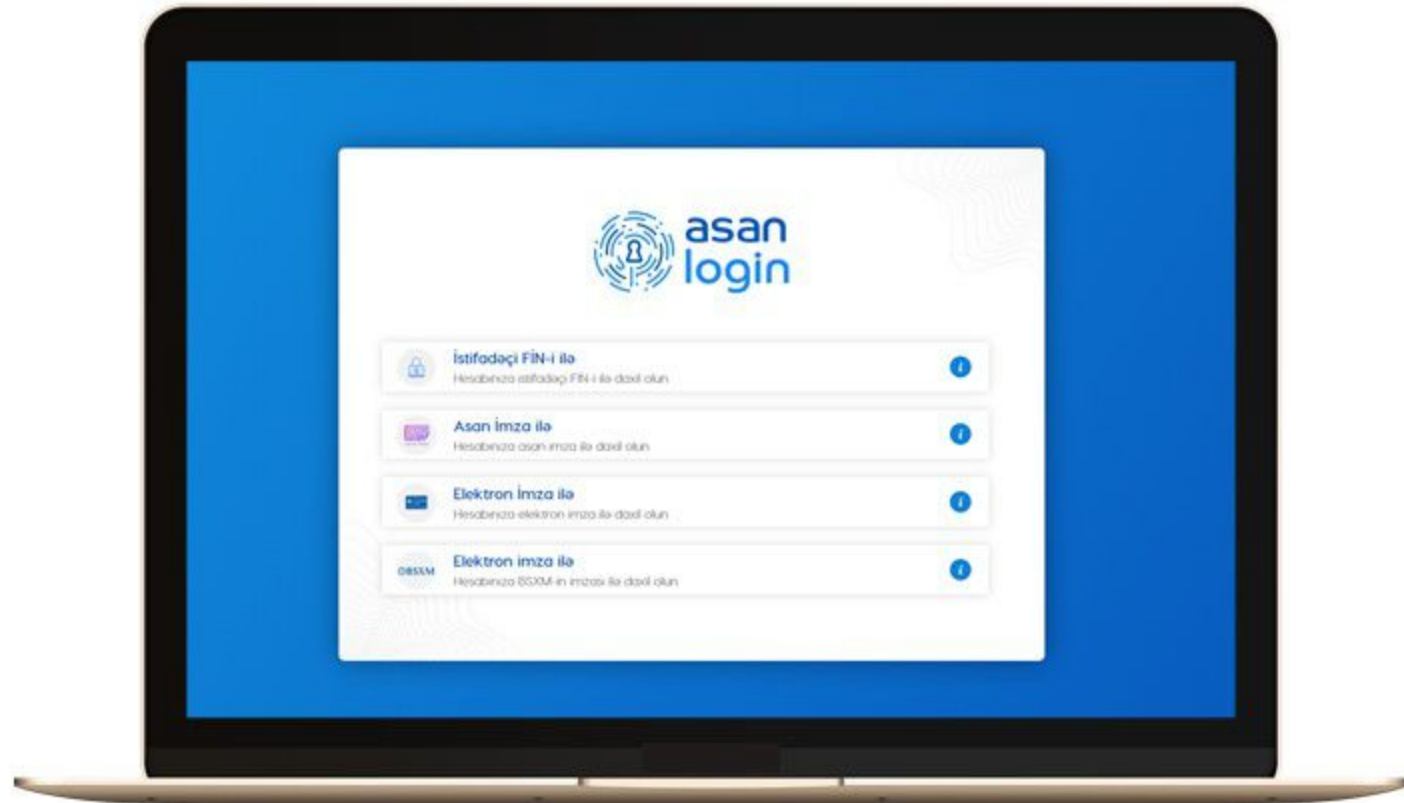 asan
login
İstifadəçi FİN-i ilə
Hesabınıza istifadəçi FİN-i ilə daxil olun
Asan İmza ilə
Hesabınıza asan imza ilə daxil olun
Elektron İmza ilə
Hesabınıza elektron imza ilə daxil olun
Elektron imza ilə
Hesabınıza BSXM-in imzası ilə daxil olun